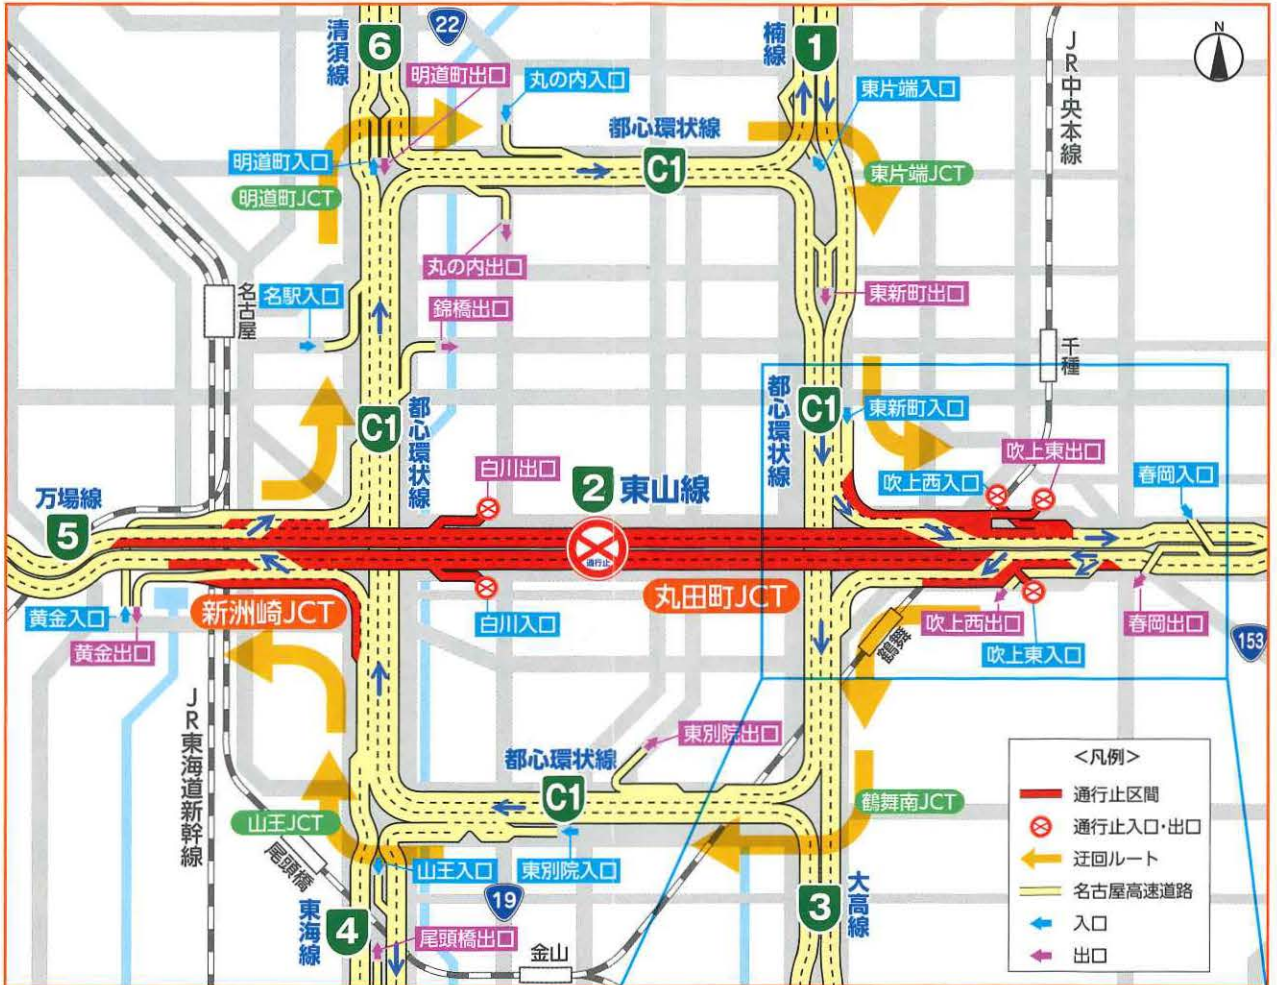 N
22
6
清須線
1
楠線
JR中央本線
明道町出口
丸の内入口
東片端入口
都心環状線
C1
明道町入口
明道町JCT
東片端JCT
丸の内出口
名古屋
名駅入口
錦橋出口
東新町出口
千種
C1
都心環状線
都心環状線
C1
東新町入口
吹上東出口
白川出口
2
東山線
吹上西入口
春岡入口
万場線
5
通行止
新洲崎JCT
丸田町JCT
黄金入口
黄金出口
白川入口
吹上西出口
春岡出口
鶴舞
吹上東入口
153
JR東海道新幹線
東別院出口
都心環状線
C1
山王JCT
鶴舞南JCT
尾頭橋
山王入口
東別院入口
19
東海線
4
尾頭橋出口
金山
3
大高線
<凡例>
通行止区間
通行止入口・出口
迂回ルート
名古屋高速道路
入口
出口